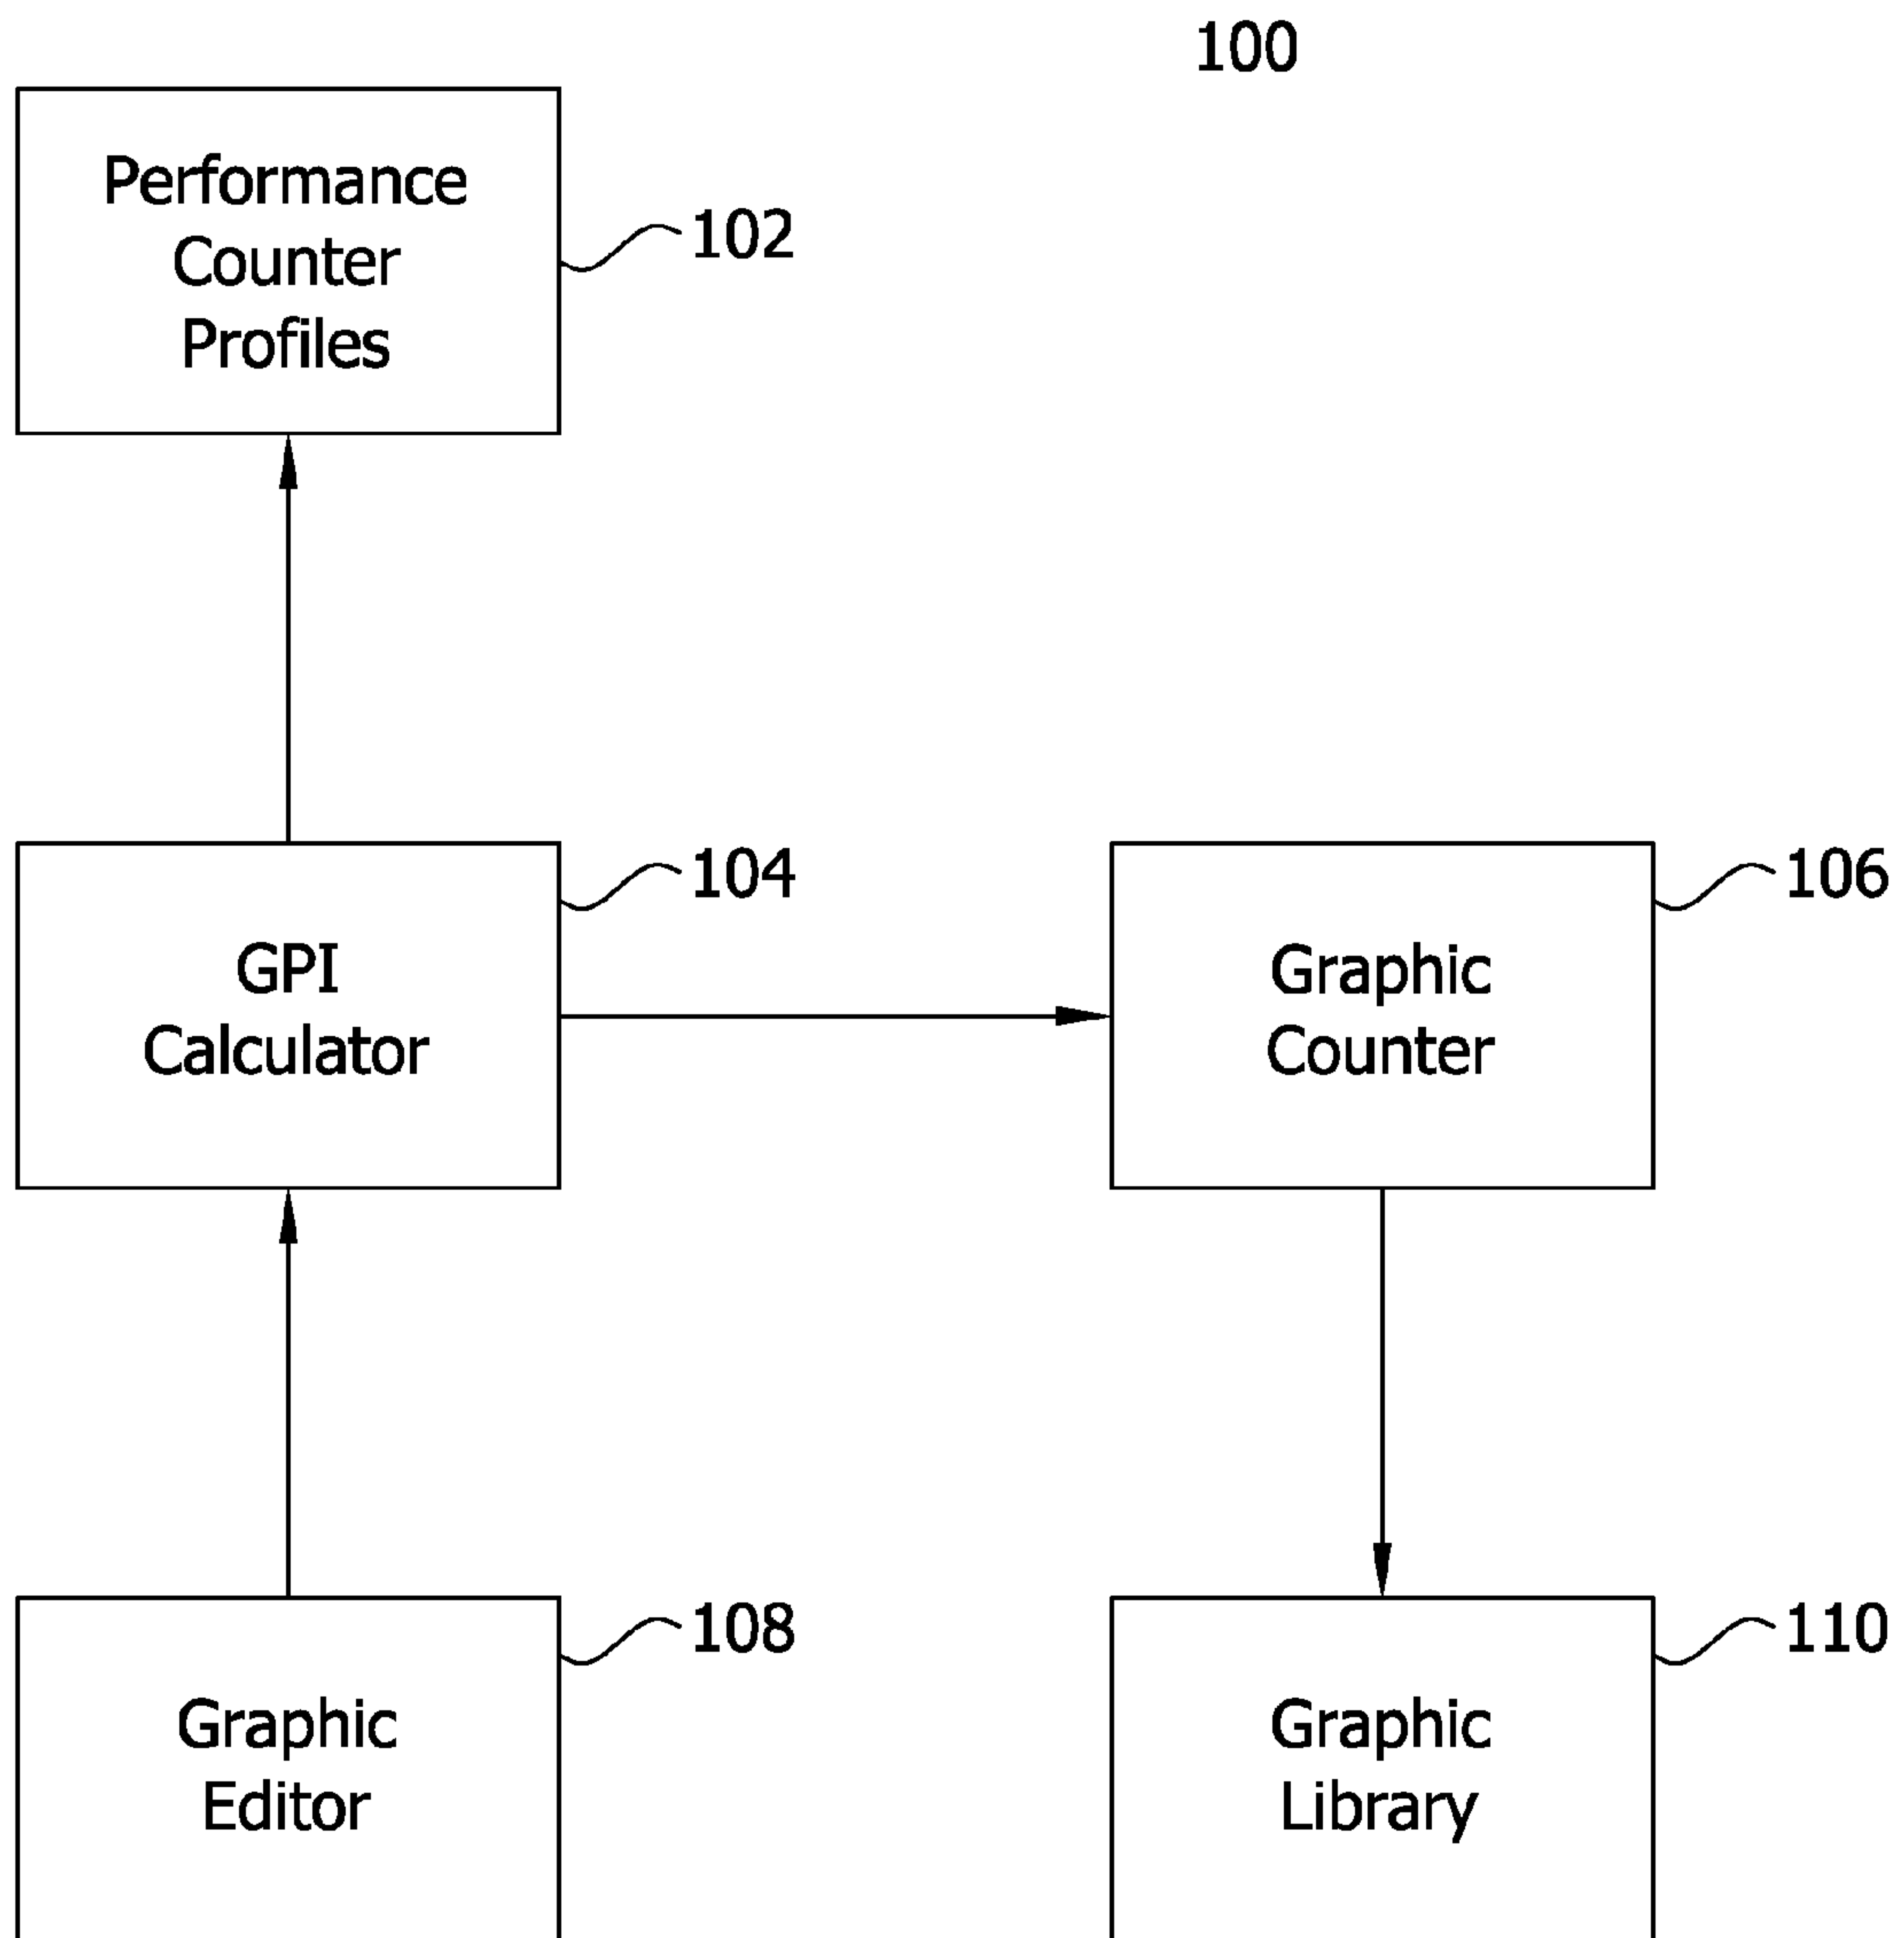 100
Performance
Counter
Profiles
102
GPI
Calculator
104
Graphic
Counter
106
Graphic
Editor
108
Graphic
Library
110